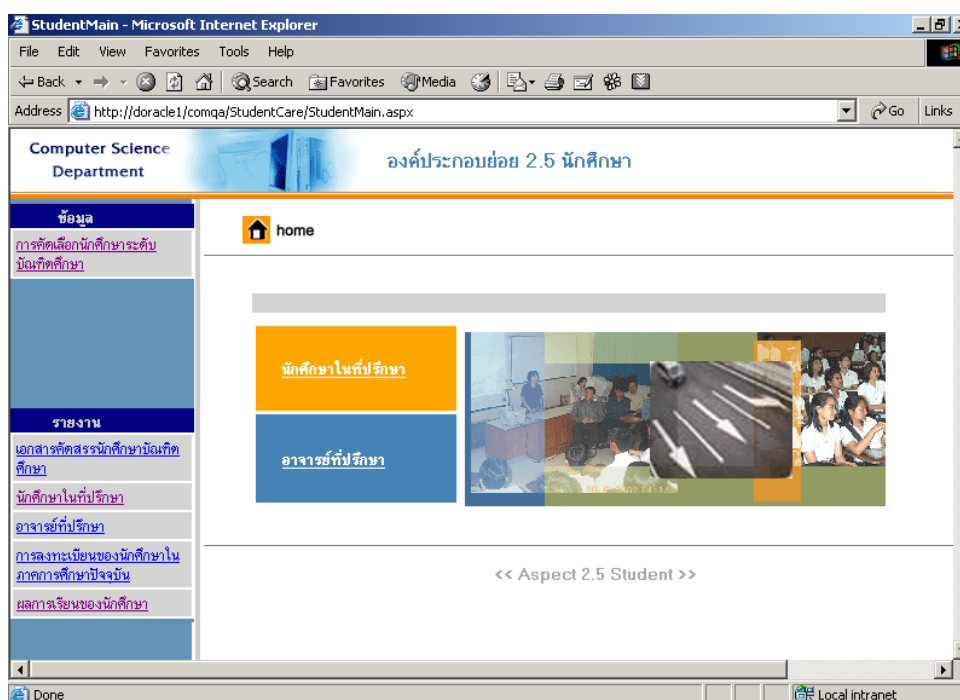 StudentMain - Microsoft Internet Explorer
File Edit View Favorites Tools Help
Back Search Favorites Media
Address http://doracle1/comqa/StudentCare/StudentMain.aspx Go Links
Computer Science
Department
องค์ประกอบย่อย 2.5 นักศึกษา
ข้อมูล
การคัดเลือกนักศึกษาระดับ
บัณฑิตศึกษา
home
นักศึกษาในที่ปรึกษา
อาจารย์ที่ปรึกษา
รายงาน
เอกสารคัดสรรนักศึกษาบัณฑิต
ศึกษา
นักศึกษาในที่ปรึกษา
อาจารย์ที่ปรึกษา
การลงทะเบียนของนักศึกษาใน
ภาคการศึกษาปัจจุบัน
ผลการเรียนของนักศึกษา
<< Aspect 2.5 Student >>
Done Local intranet